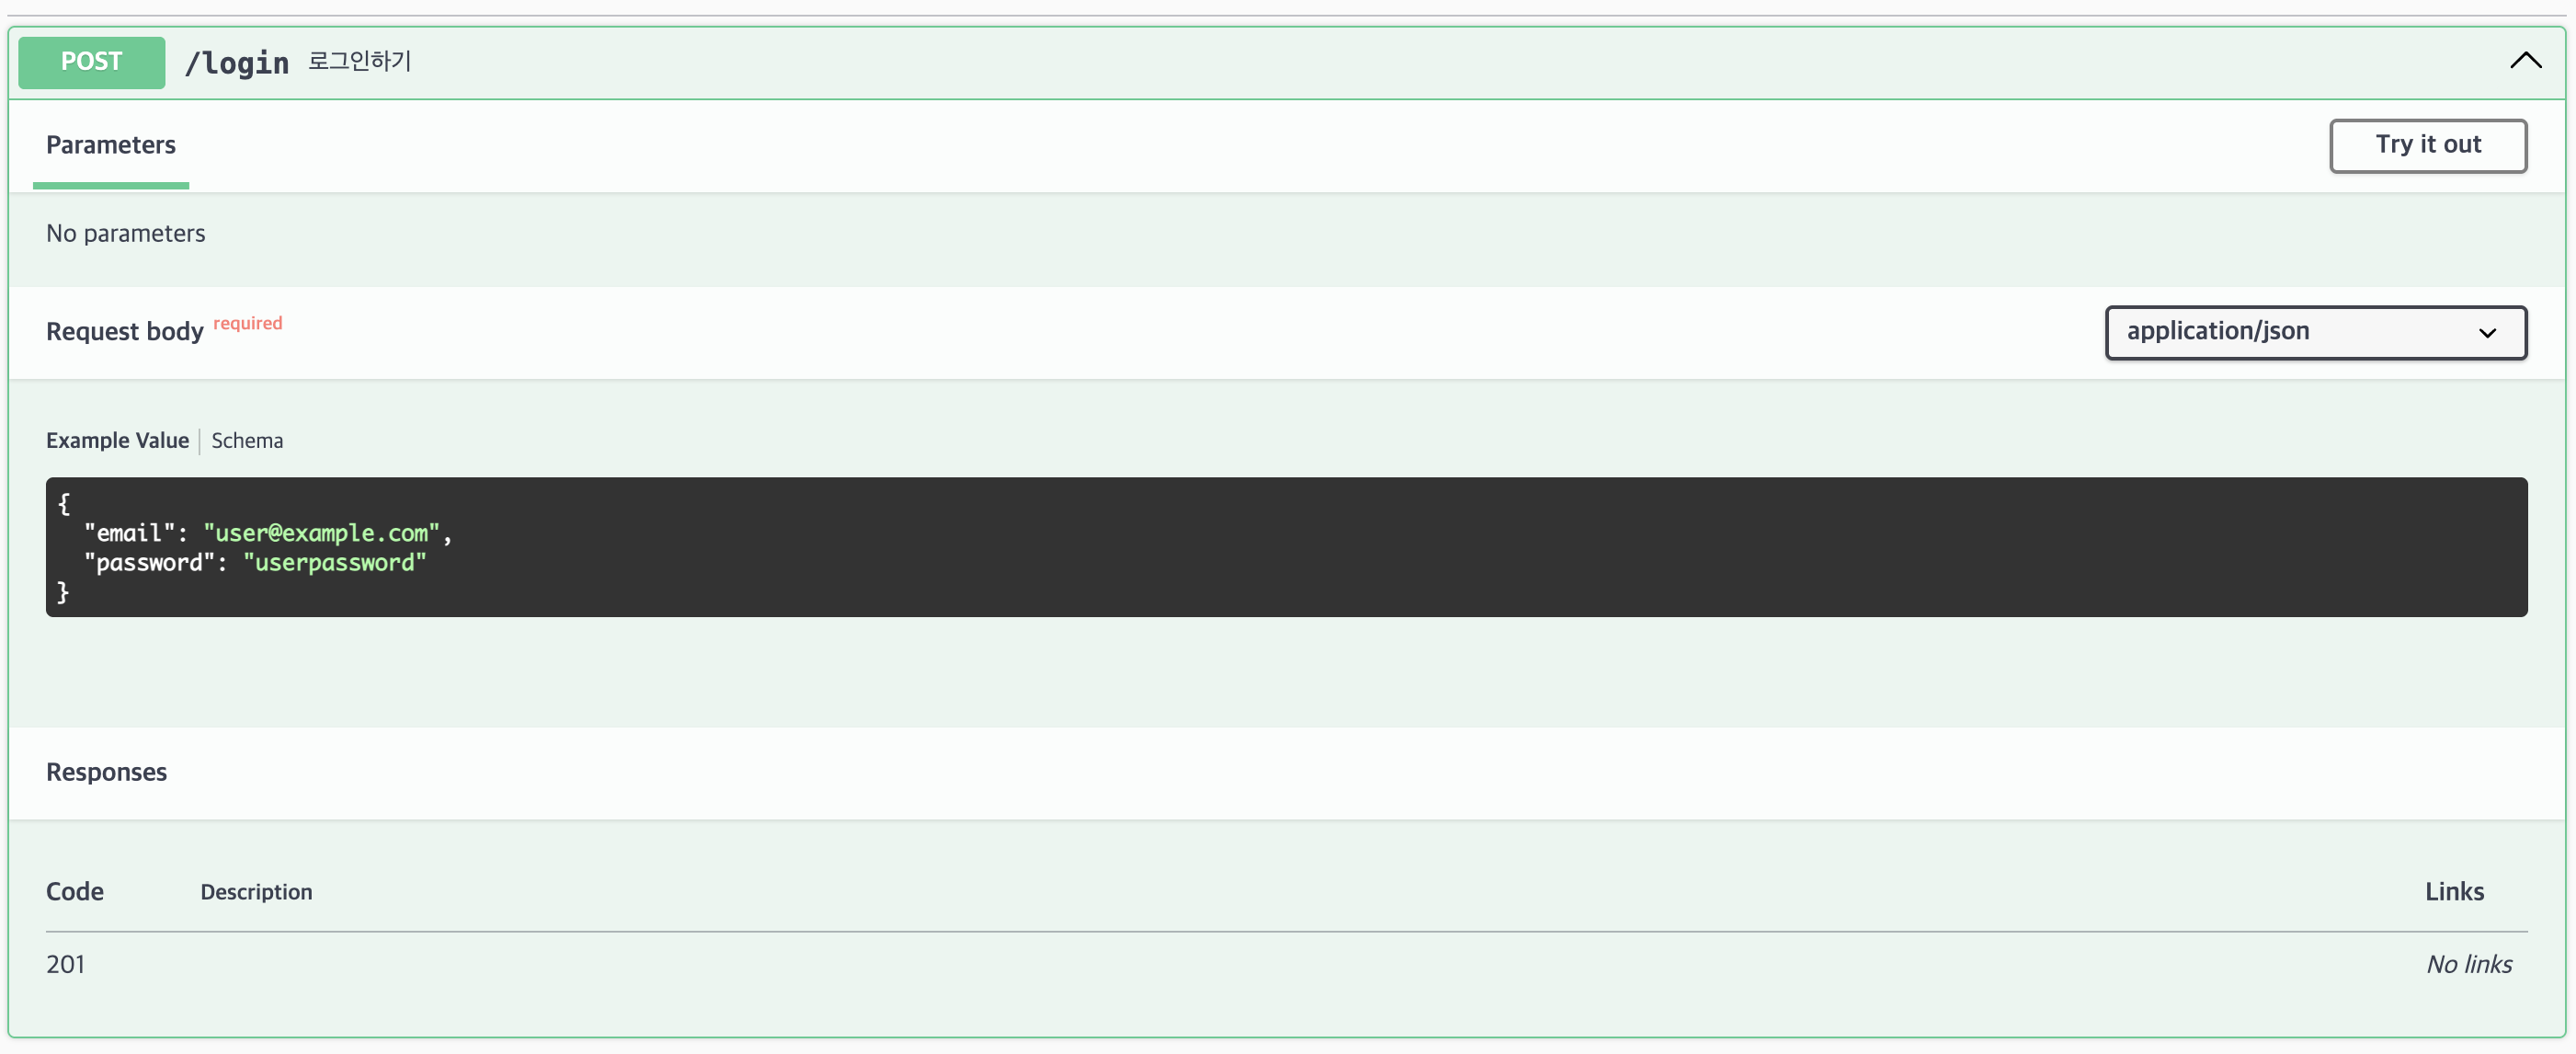 POST /login 로그인하기
Parameters
Try it out
No parameters
Request body required
application/json
Example Value Schema
{
  "email": "user@example.com",
  "password": "userpassword"
}
Responses
Code Description Links
201 No links